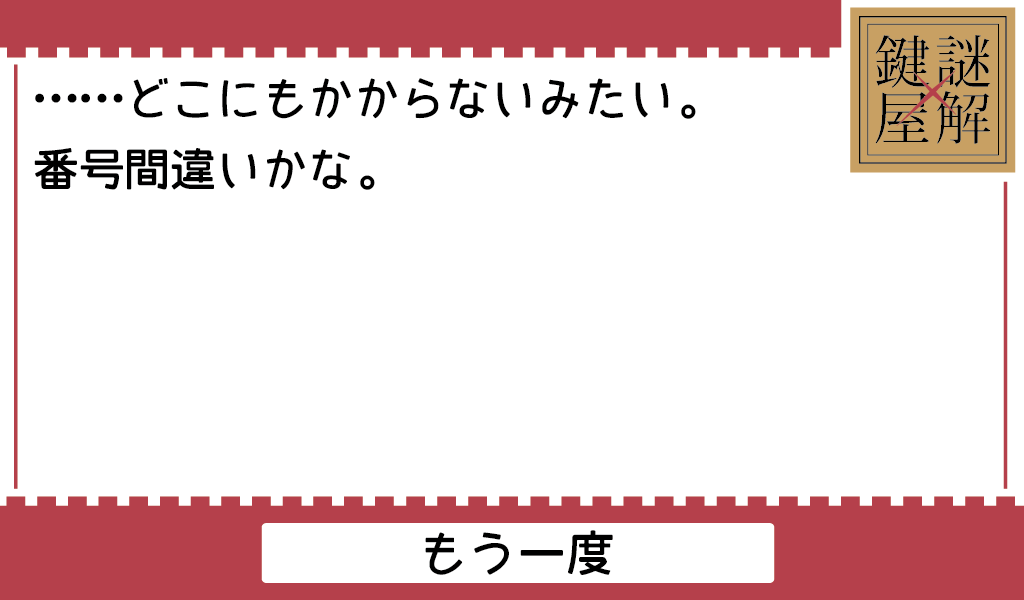 ……どこにもかからないみたい。
番号間違いかな。
謎解
鍵屋
×
もう一度